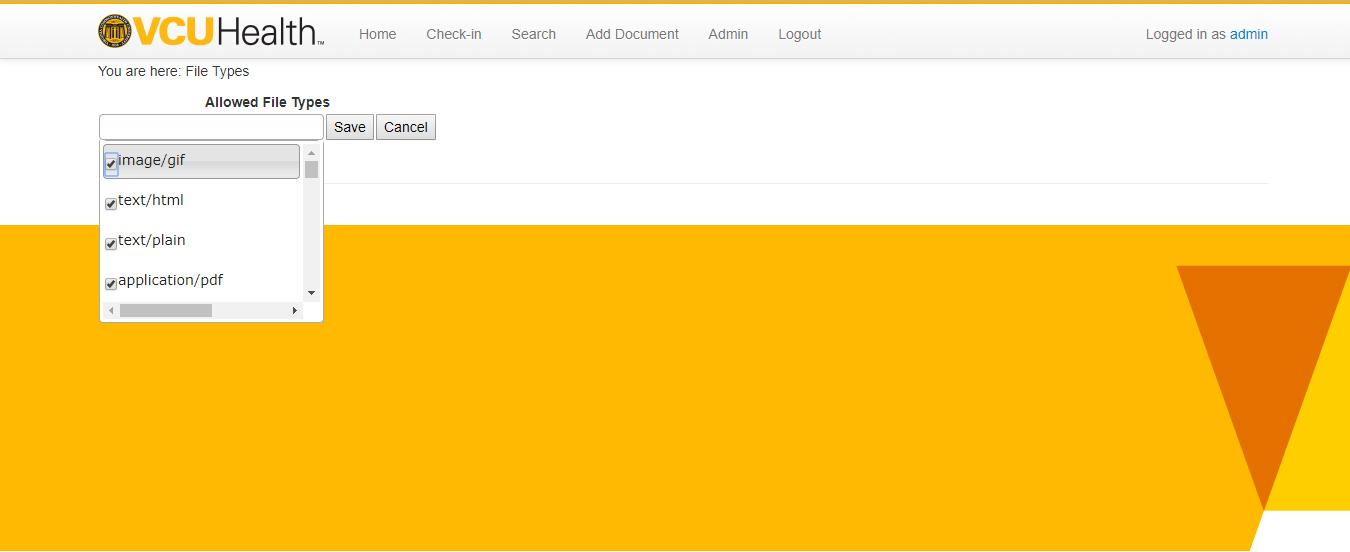 VCUHealth™ Home Check-in Search Add Document Admin Logout Logged in as admin
You are here: File Types
Allowed File Types
Save Cancel
image/gif
text/html
text/plain
application/pdf